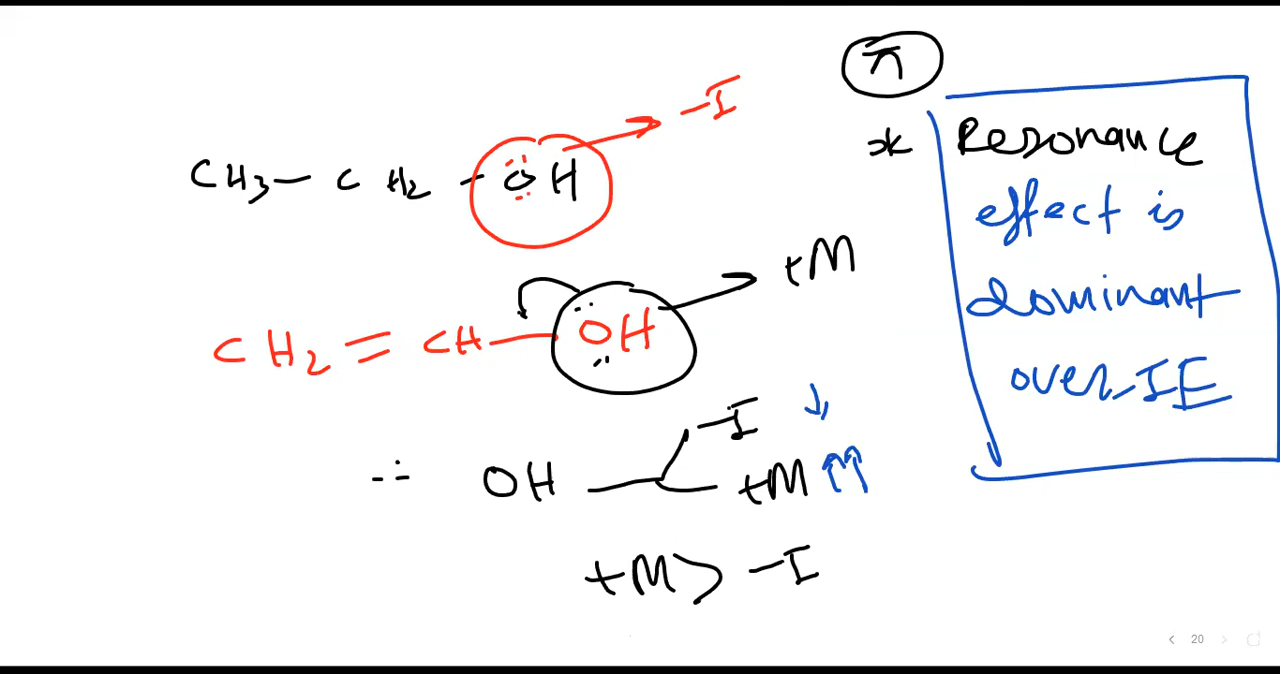 π
-I
CH3 - CH2 - OH
* Resonance
effect is
dominant
over IE
+M
CH2 = CH - OH
-I ↓
∴ OH +M ↑↑
+M > -I
< 20 >